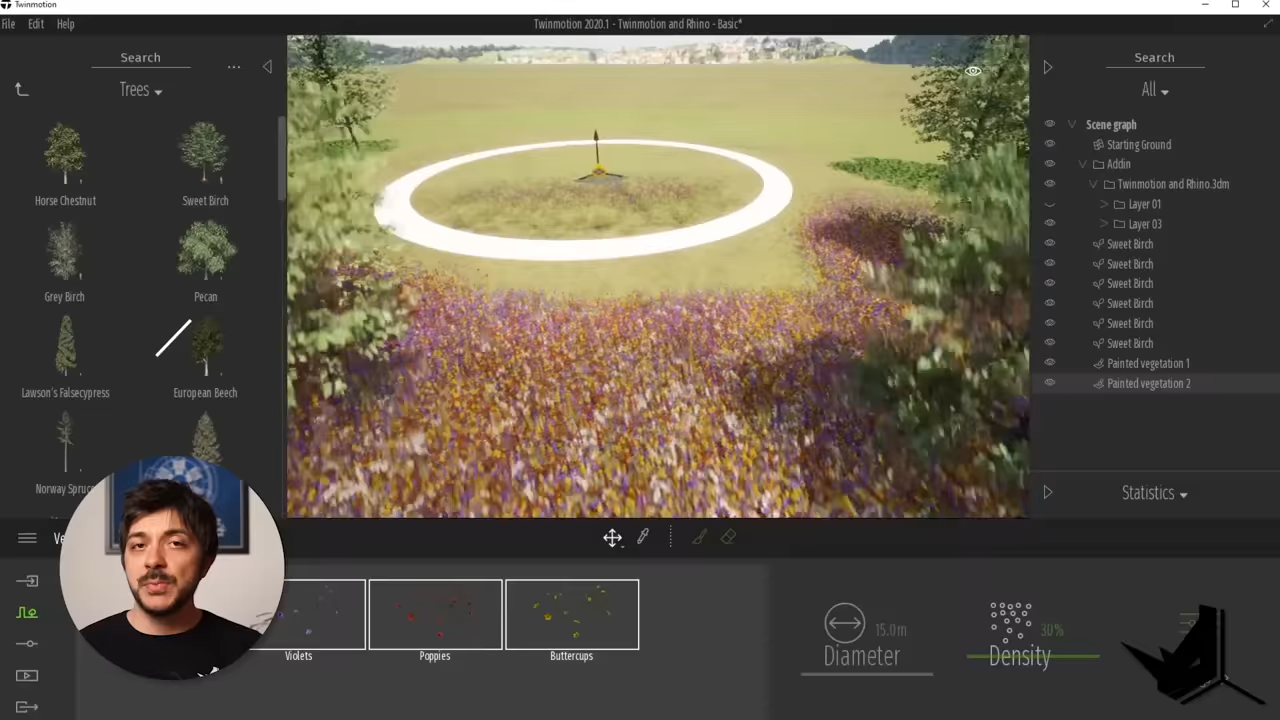 Twinmotion
File Edit Help
Twinmotion 2020.1 - Twinmotion and Rhino - Basic*
Search
...
Trees
Horse Chestnut
Sweet Birch
Grey Birch
Pecan
Lawson's Falsecypress
European Beech
Norway Spruc
Search
All
Scene graph
Starting Ground
Addin
Twinmotion and Rhino.3dm
Layer 01
Layer 03
Sweet Birch
Sweet Birch
Sweet Birch
Sweet Birch
Sweet Birch
Sweet Birch
Painted vegetation 1
Painted vegetation 2
Statistics
Ve
Violets
Poppies
Buttercups
15.0m
Diameter
30%
Density